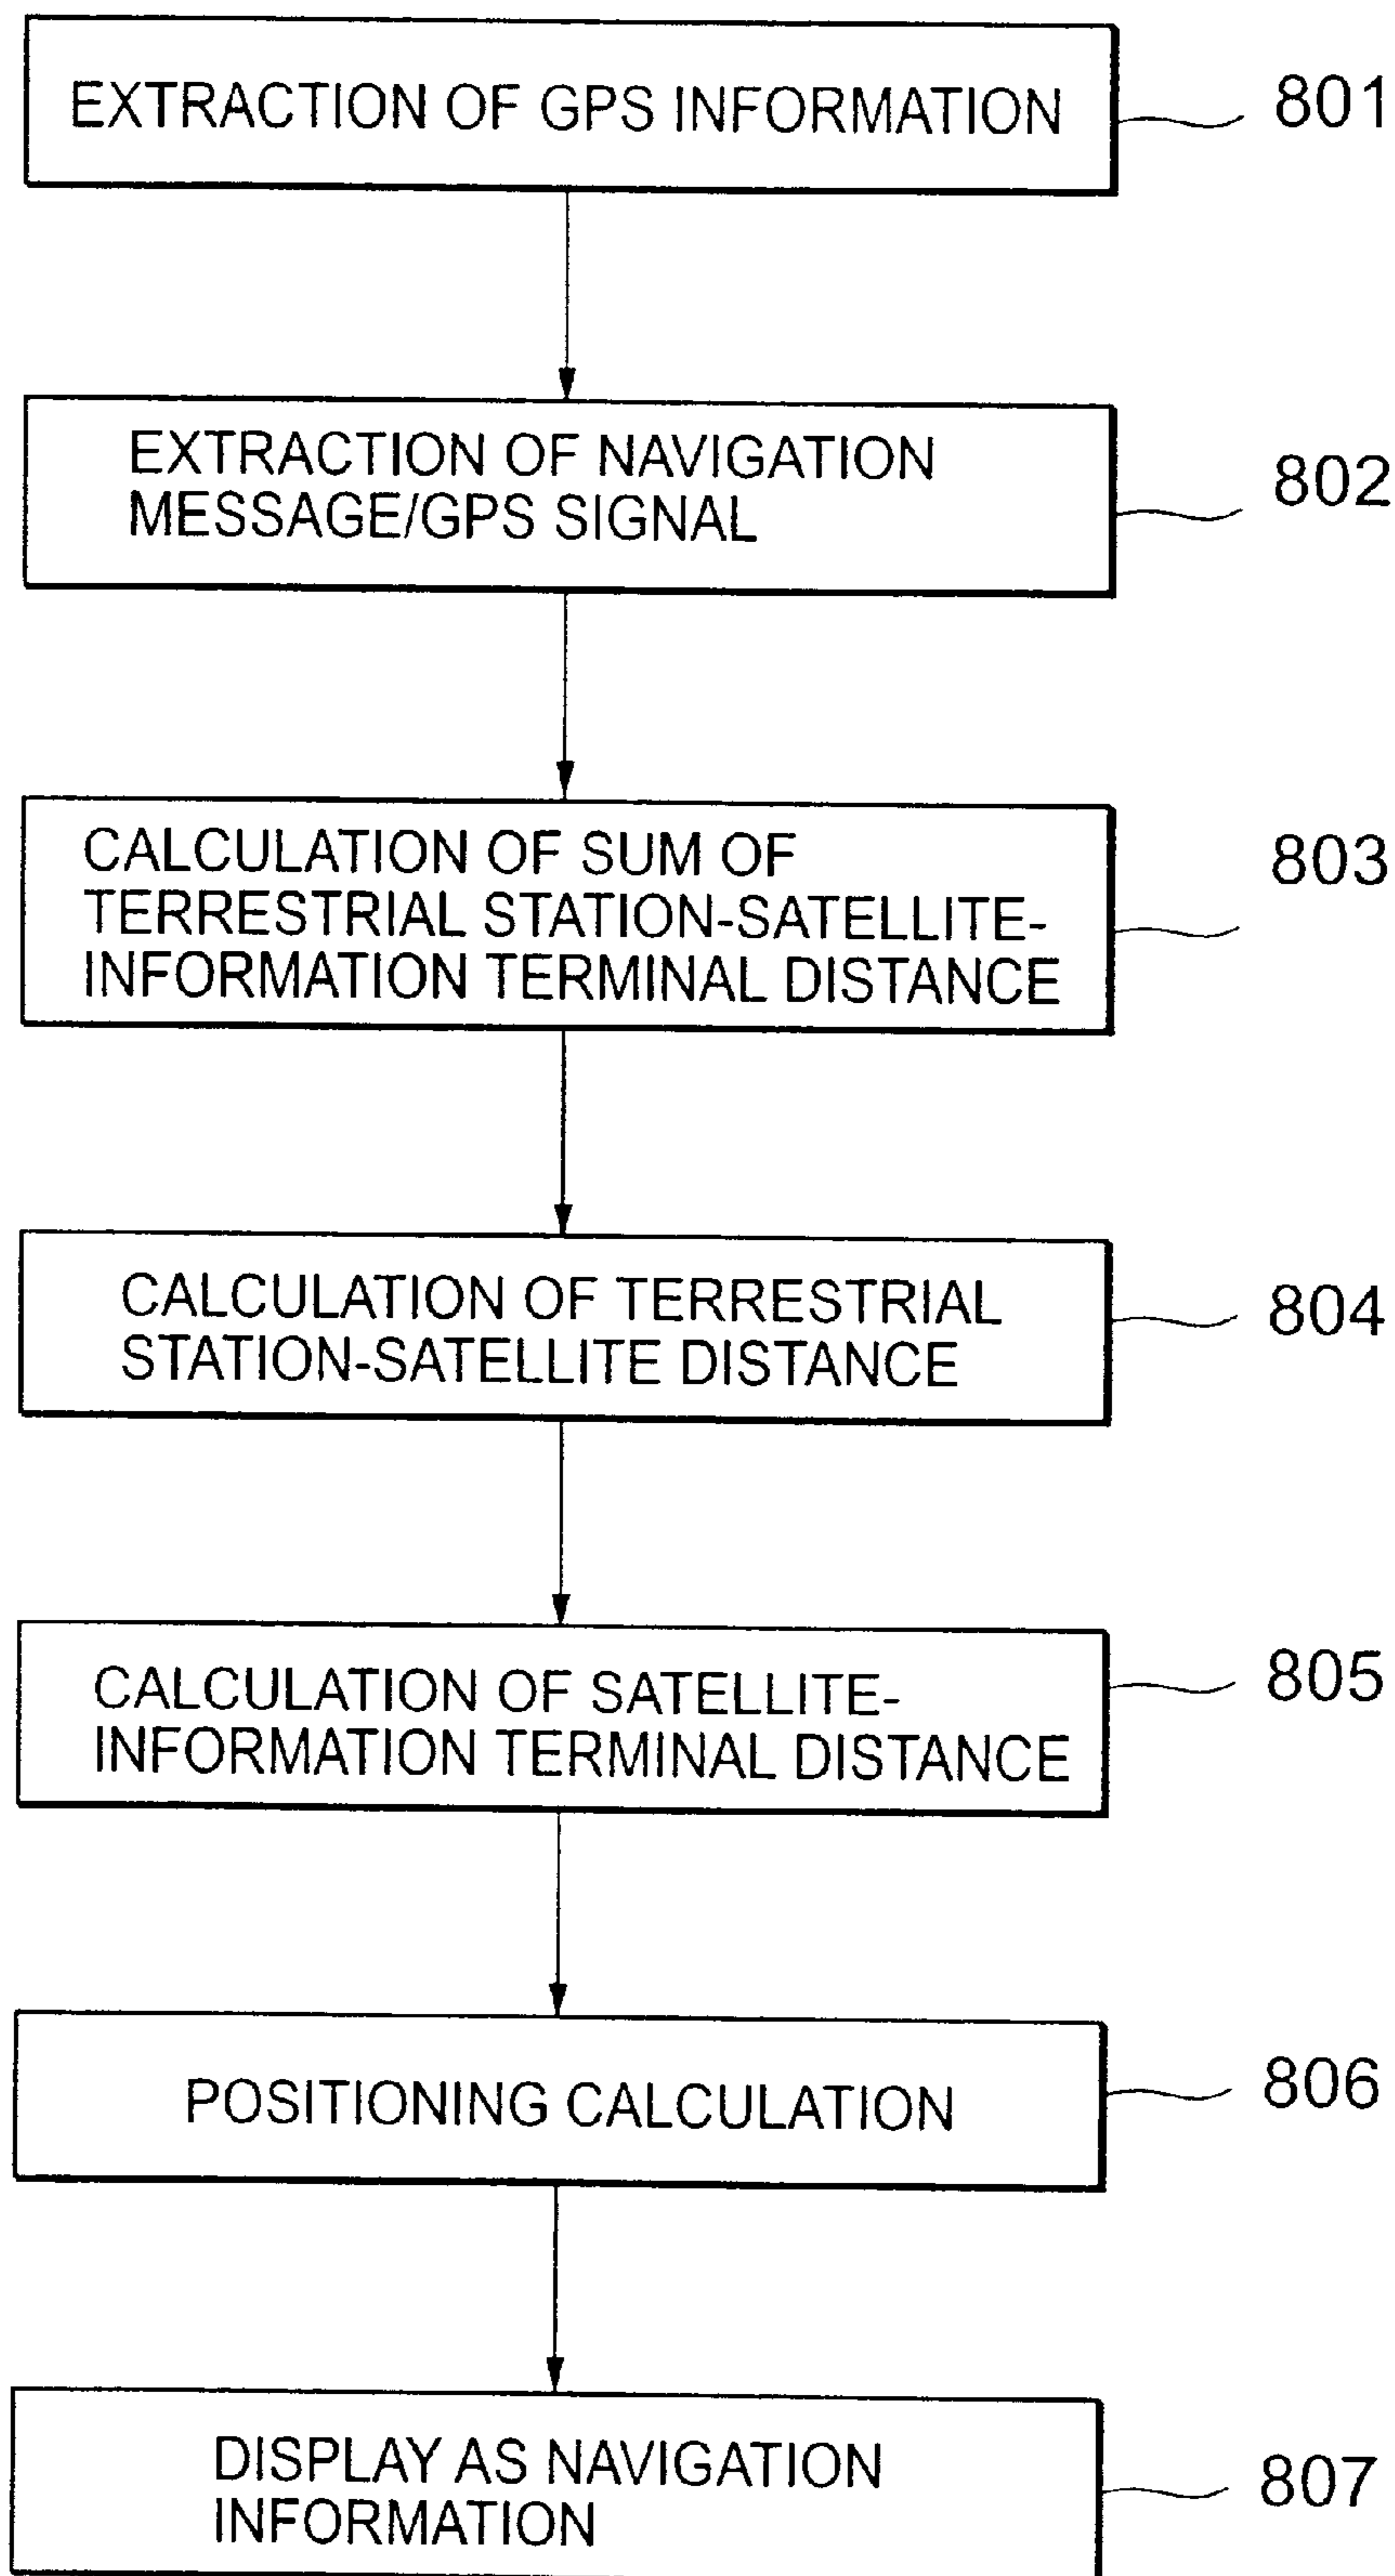 EXTRACTION OF GPS INFORMATION
801
EXTRACTION OF NAVIGATION
MESSAGE/GPS SIGNAL
802
CALCULATION OF SUM OF
TERRESTRIAL STATION-SATELLITE-
INFORMATION TERMINAL DISTANCE
803
CALCULATION OF TERRESTRIAL
STATION-SATELLITE DISTANCE
804
CALCULATION OF SATELLITE-
INFORMATION TERMINAL DISTANCE
805
POSITIONING CALCULATION
806
DISPLAY AS NAVIGATION
INFORMATION
807